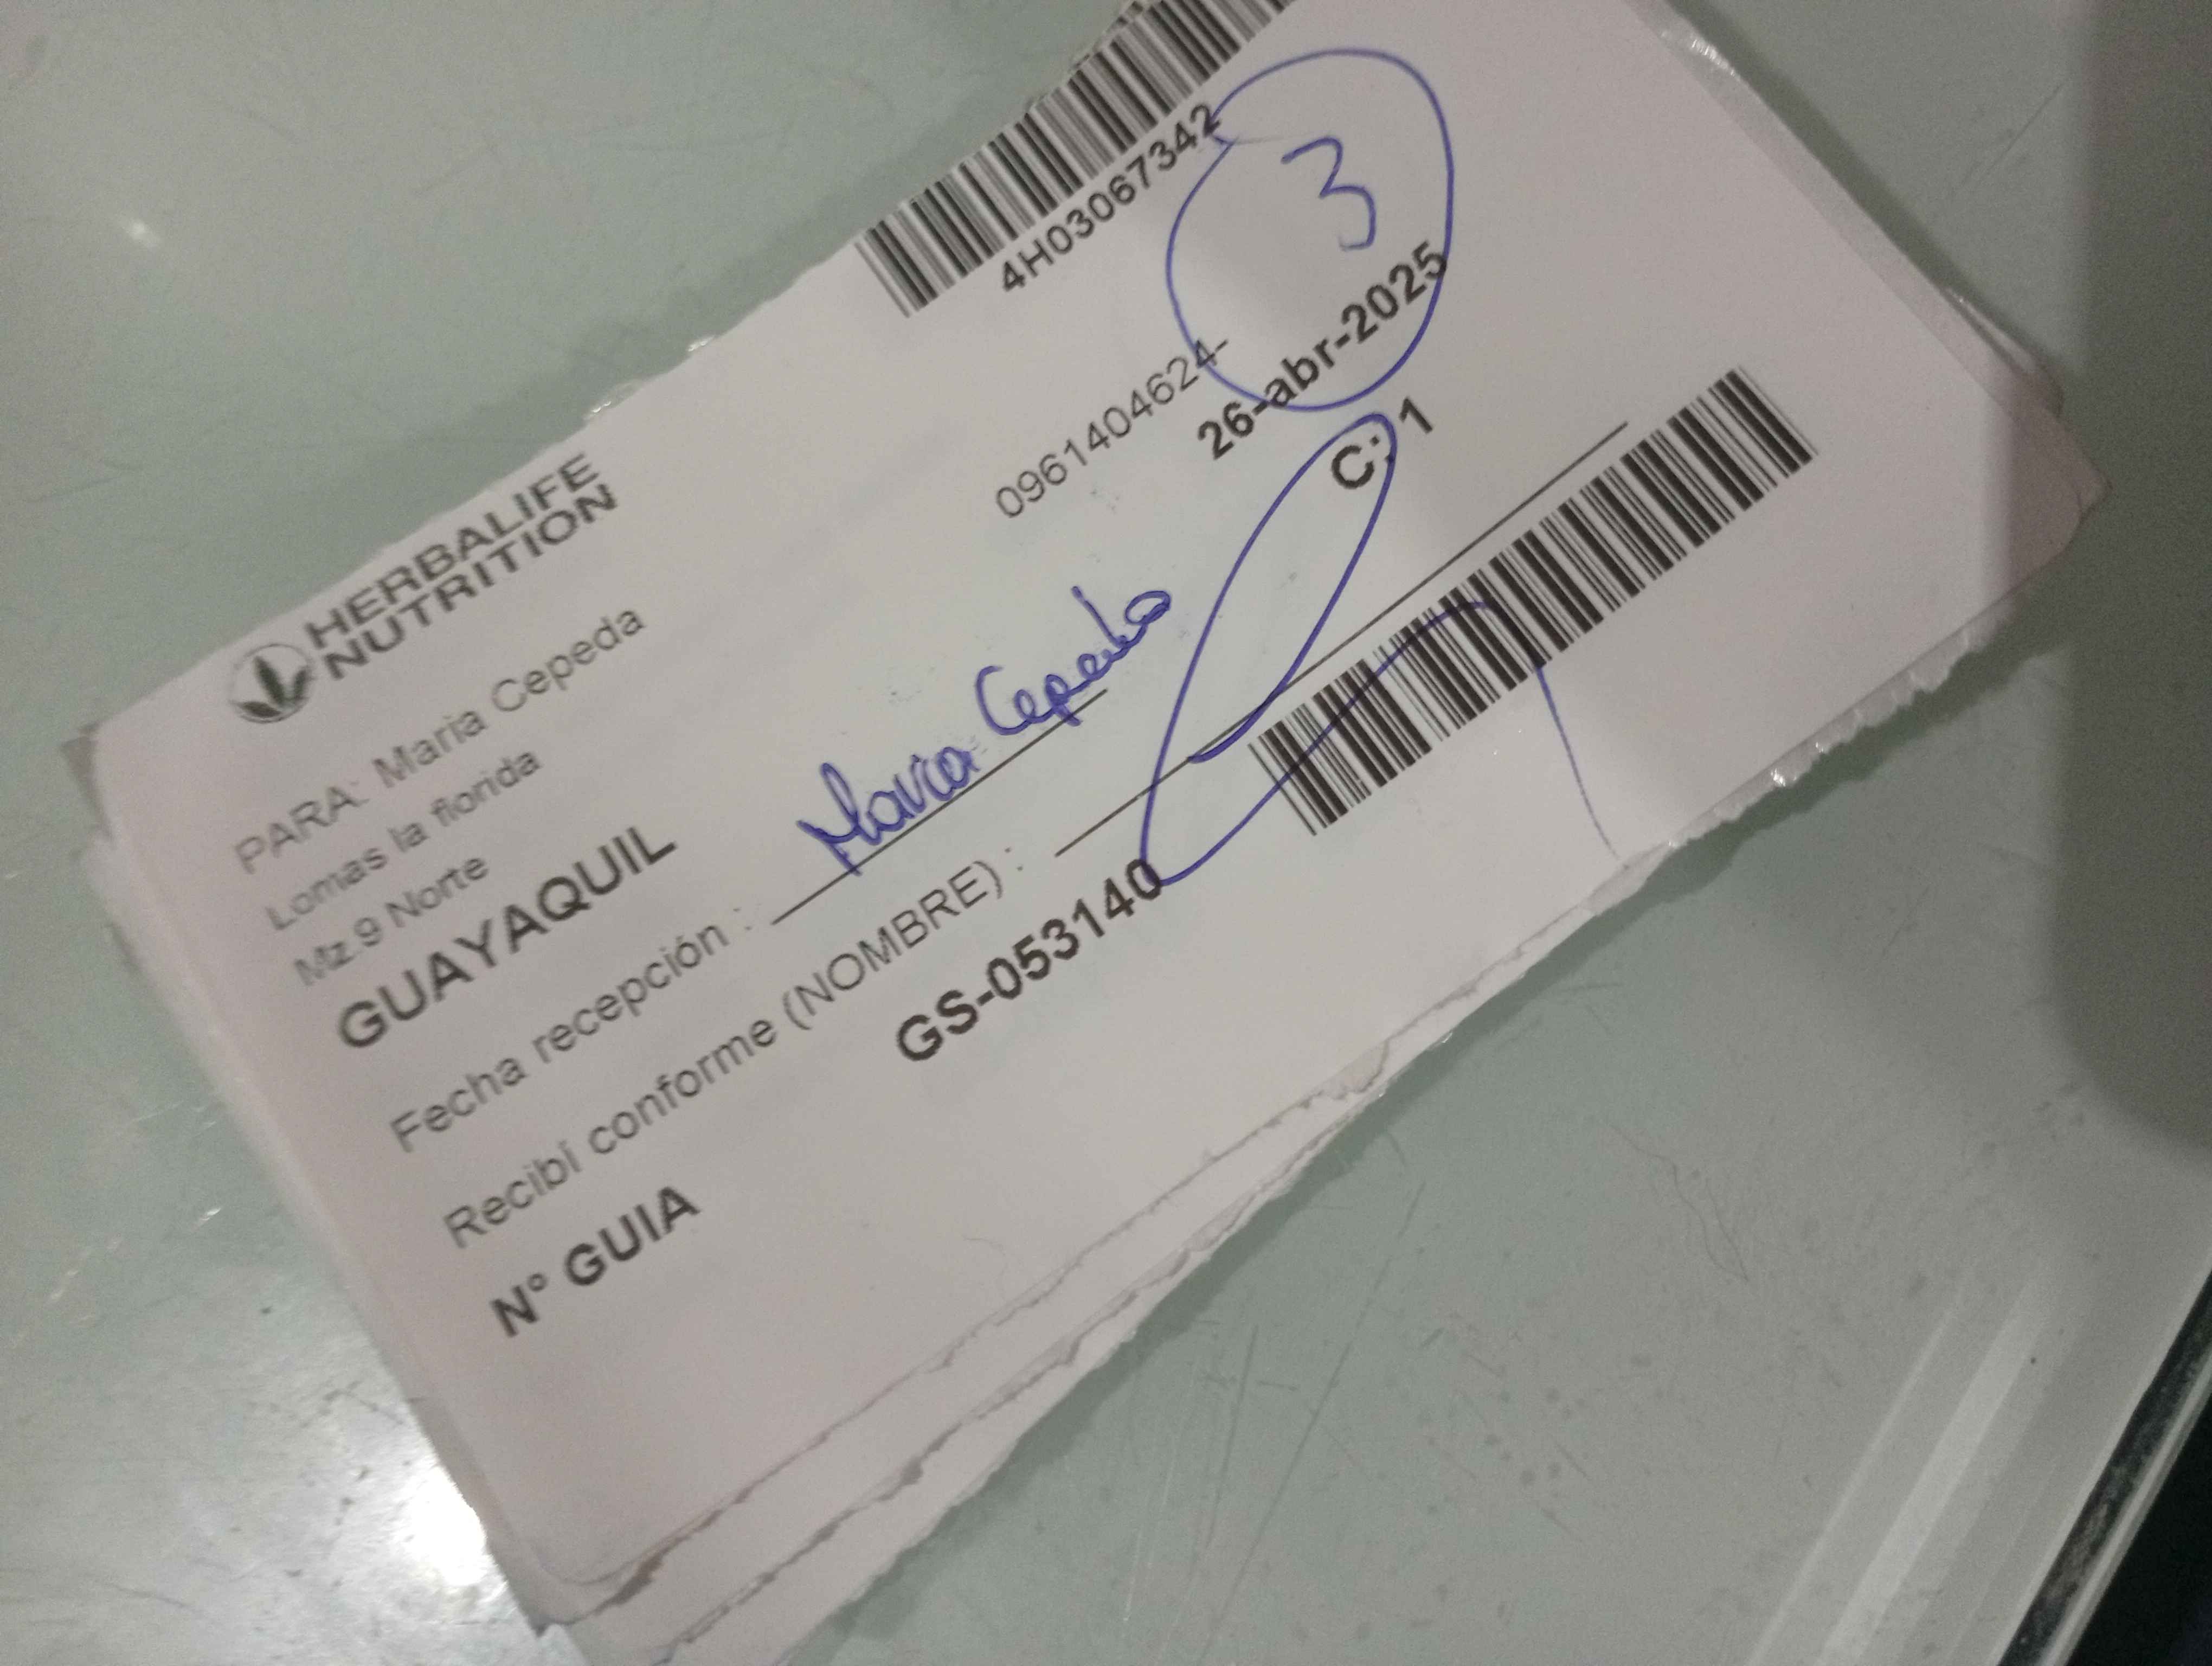 HERBALIFE
NUTRITION
4H03067342
3
PARA: Maria Cepeda
0961404624-
Lomas la florida
26-abr-2025
Mz.9 Norte
GUAYAQUIL
C: 1
Fecha recepción : Maria Cepeda
Recibí conforme (NOMBRE) :
N° GUIA GS-053140